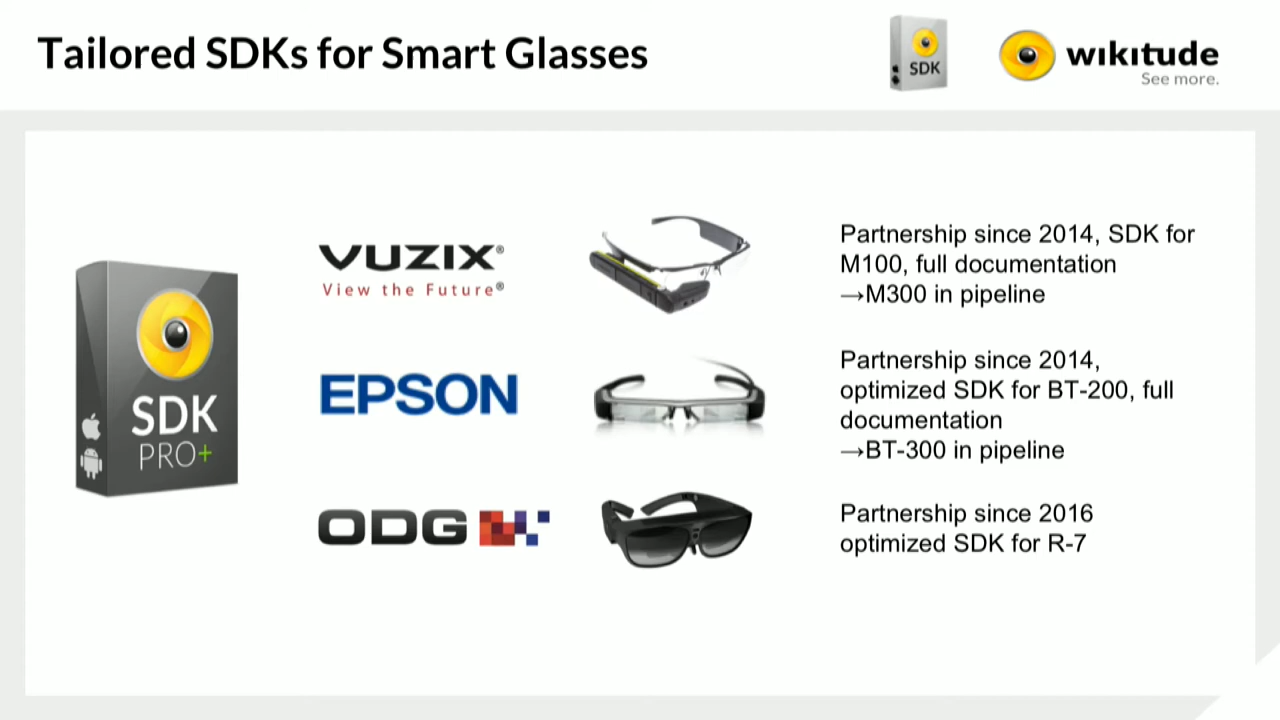 Tailored SDKs for Smart Glasses
SDK
wikitude
See more.
SDK
PRO+
VUZIX®
View the Future®
Partnership since 2014, SDK for
M100, full documentation
→M300 in pipeline
EPSON
Partnership since 2014,
optimized SDK for BT-200, full
documentation
→BT-300 in pipeline
ODG
Partnership since 2016
optimized SDK for R-7